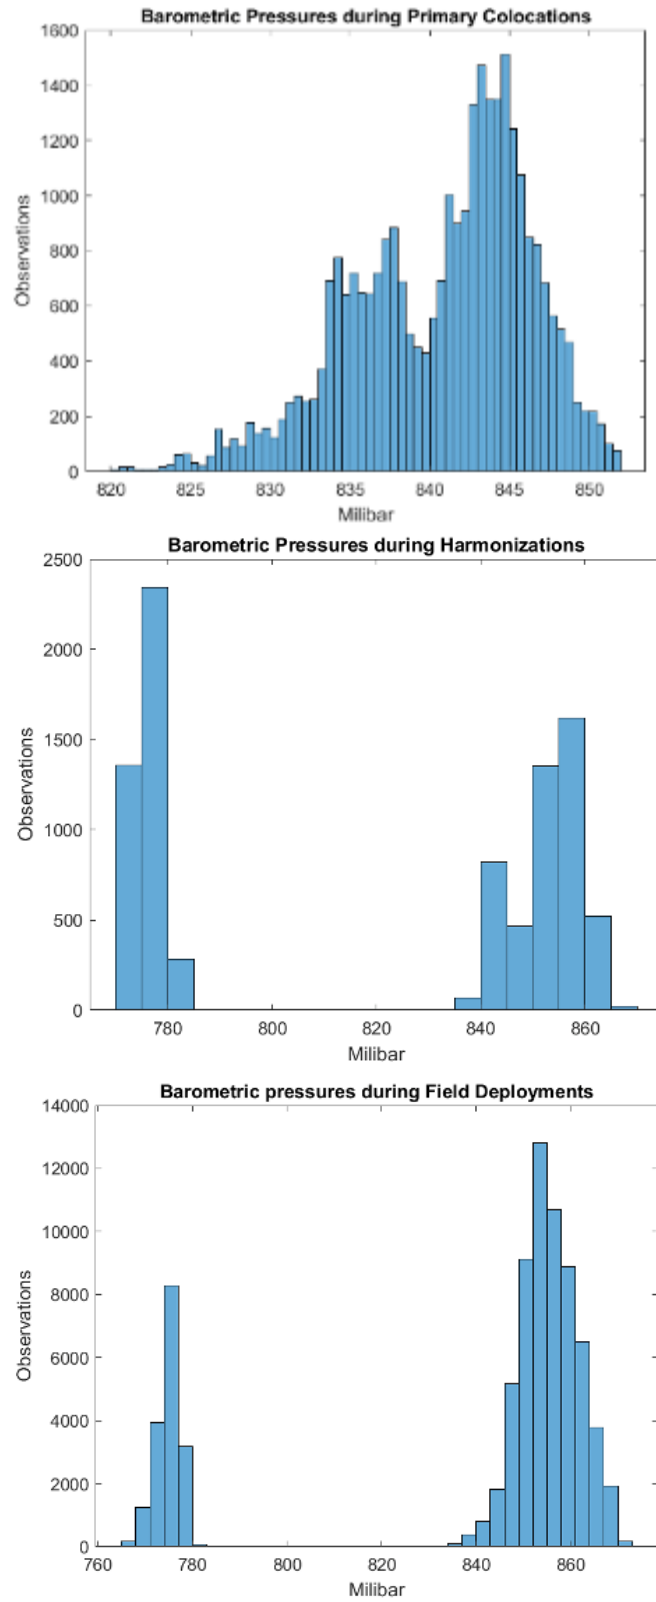 Barometric Pressures during Primary Colocations
1600
1400
1200
1000
800
600
400
200
0
Observations
820 825 830 835 840 845 850
Milibar
Barometric Pressures during Harmonizations
2500
2000
1500
1000
500
0
Observations
780 800 820 840 860
Milibar
Barometric pressures during Field Deployments
14000
12000
10000
8000
6000
4000
2000
0
Observations
760 780 800 820 840 860
Milibar